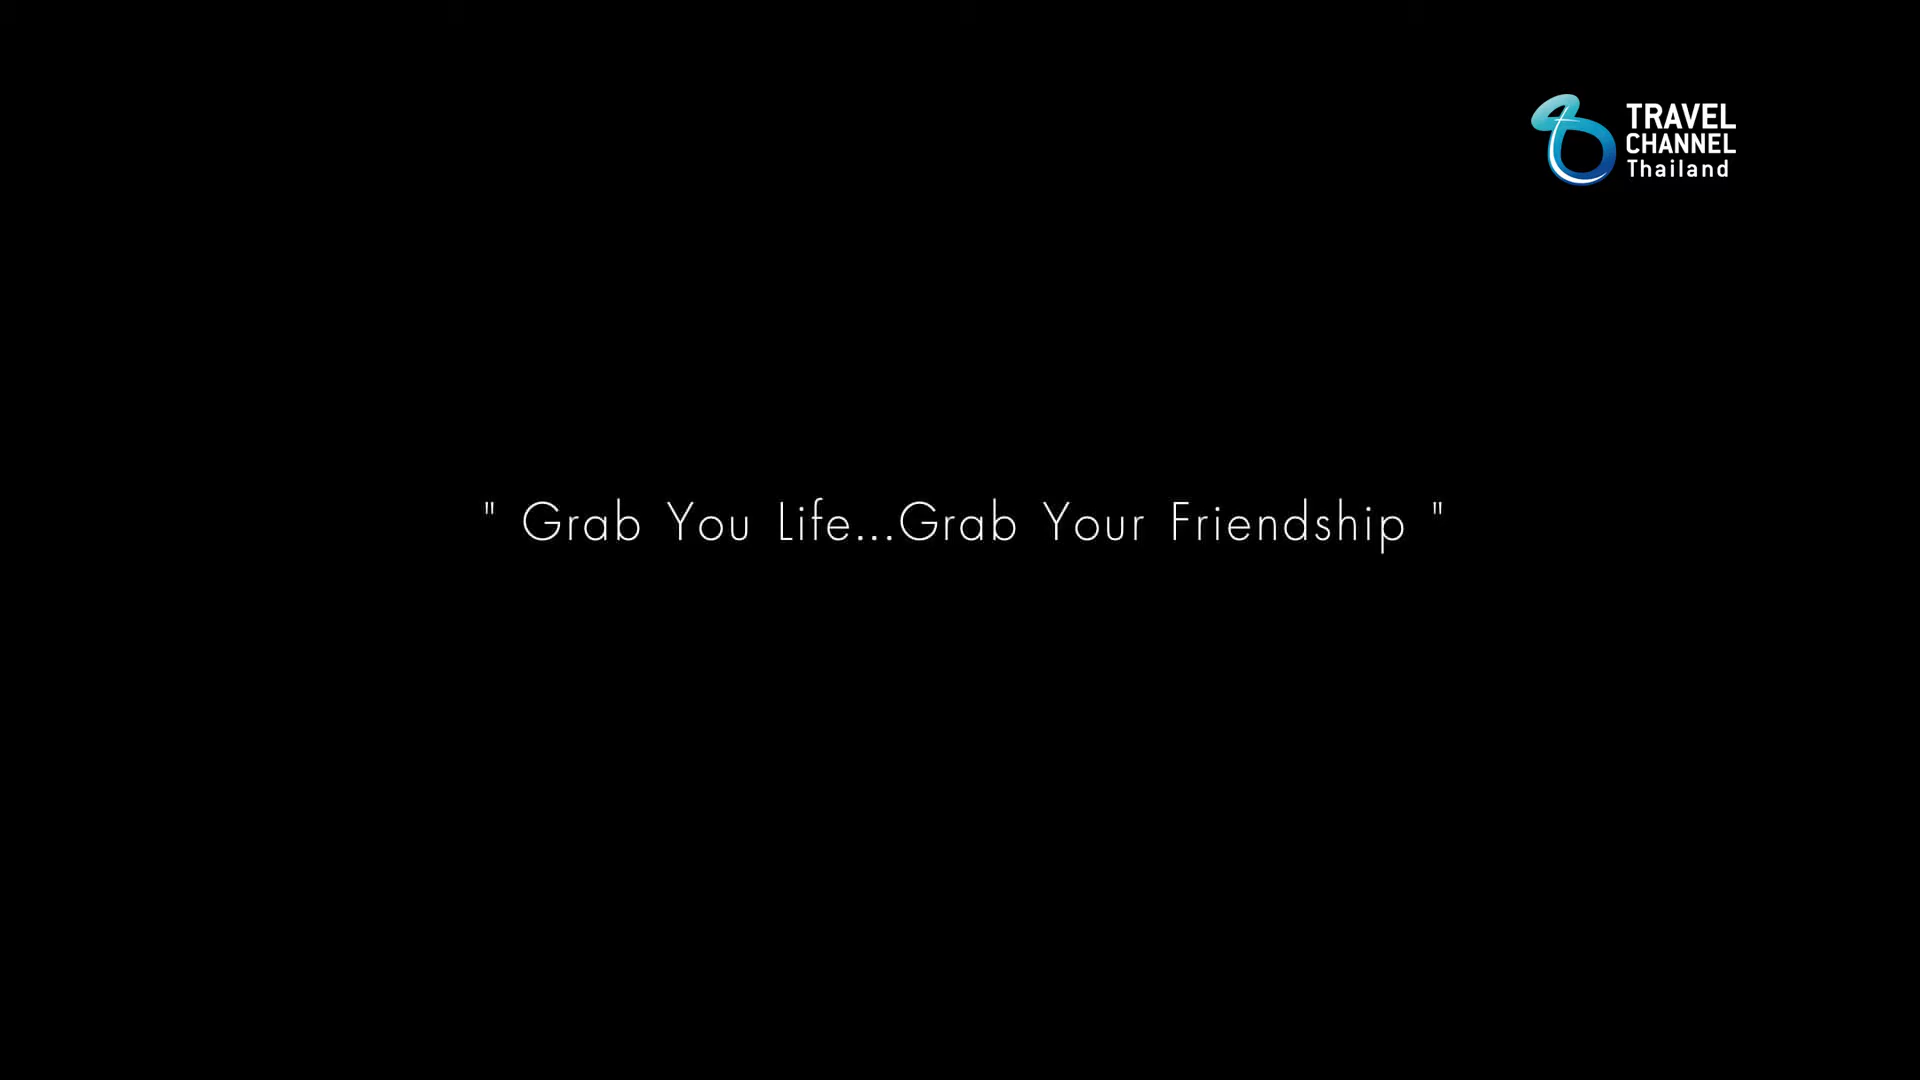 TRAVEL
CHANNEL
Thailand
" Grab You Life...Grab Your Friendship "